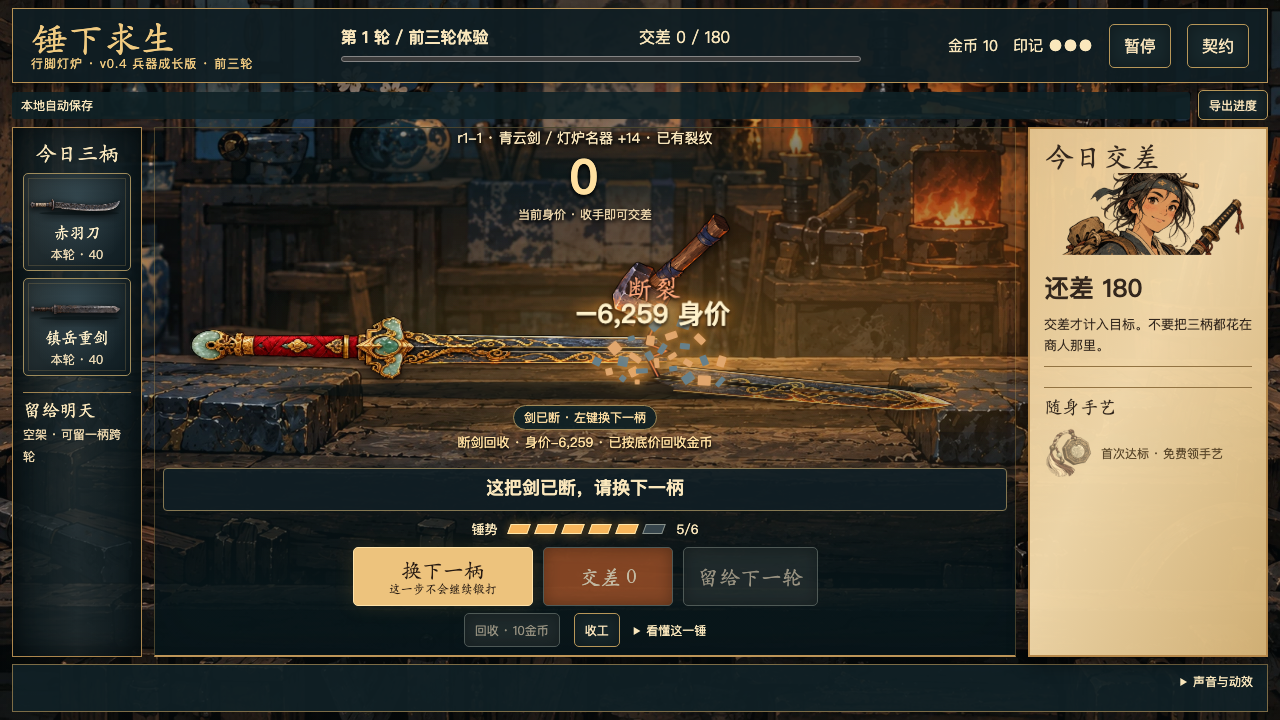 锤下求生
行脚灯炉 · v0.4 兵器成长版 · 前三轮
第 1 轮 / 前三轮体验
交差 0 / 180
金币 10
印记
暂停
契约
本地自动保存
导出进度
今日三柄
赤羽刀
本轮 · 40
镇岳重剑
本轮 · 40
留给明天
空架 · 可留一柄跨
轮
r1-1 · 青云剑 / 灯炉名器 +14 · 已有裂纹
0
当前身价 · 收手即可交差
断裂
−6,259 身价
剑已断 · 左键换下一柄
断剑回收 · 身价−6,259 · 已按底价回收金币
这把剑已断，请换下一柄
锤势
5/6
换下一柄
这一步不会继续锻打
交差 0
留给下一轮
回收 · 10金币
收工
看懂这一锤
今日交差
还差 180
交差才计入目标。不要把三柄都花在
商人那里。
随身手艺
首次达标 · 免费领手艺
声音与动效